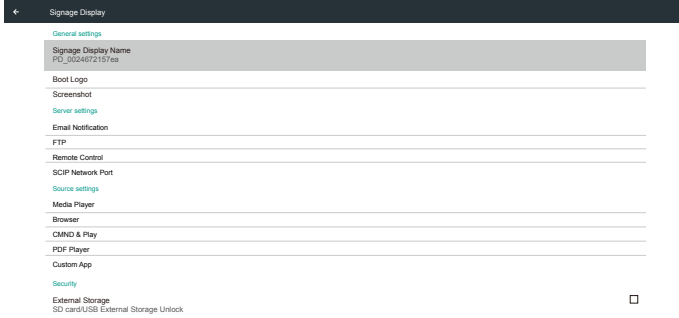 Signage Display
General settings
Signage Display Name
PD_0024672157ea
Boot Logo
Screenshot
Server settings
Email Notification
FTP
Remote Control
SCIP Network Port
Source settings
Media Player
Browser
CMND & Play
PDF Player
Custom App
Security
External Storage
SD card/USB External Storage Unlock